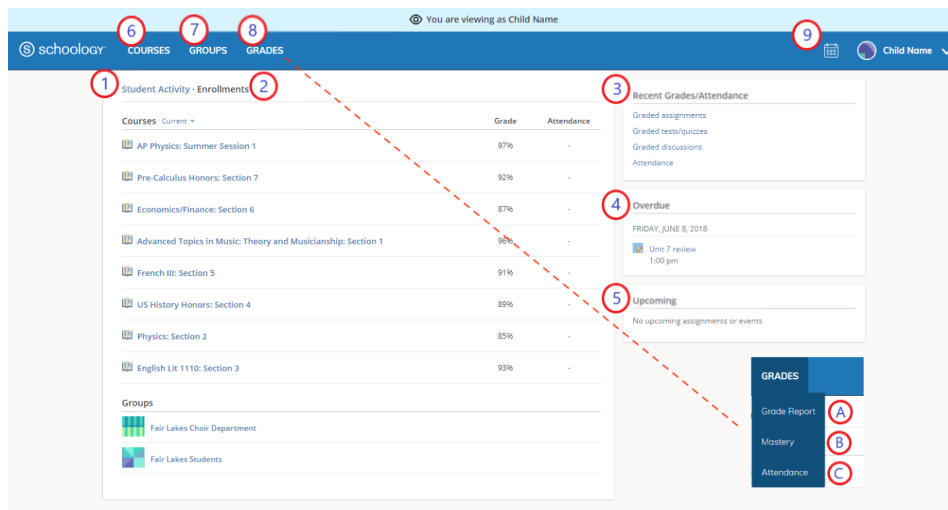 You are viewing as Child Name
6 7 8 9
S schoology COURSES GROUPS GRADES Child Name
1 Student Activity · Enrollments 2
Courses Current Grade Attendance
AP Physics: Summer Session 1 97% -
Pre-Calculus Honors: Section 7 92% -
Economics/Finance: Section 6 87% -
Advanced Topics in Music: Theory and Musicianship: Section 1 96% -
French III: Section 5 91% -
US History Honors: Section 4 89% -
Physics: Section 2 85% -
English Lit 1110: Section 3 93% -
Groups
Fair Lakes Choir Department
Fair Lakes Students
3 Recent Grades/Attendance
Graded assignments
Graded tests/quizzes
Graded discussions
Attendance
4 Overdue
FRIDAY, JUNE 8, 2018
Unit 7 review
1:00 pm
5 Upcoming
No upcoming assignments or events
GRADES
Grade Report A
Mastery B
Attendance C